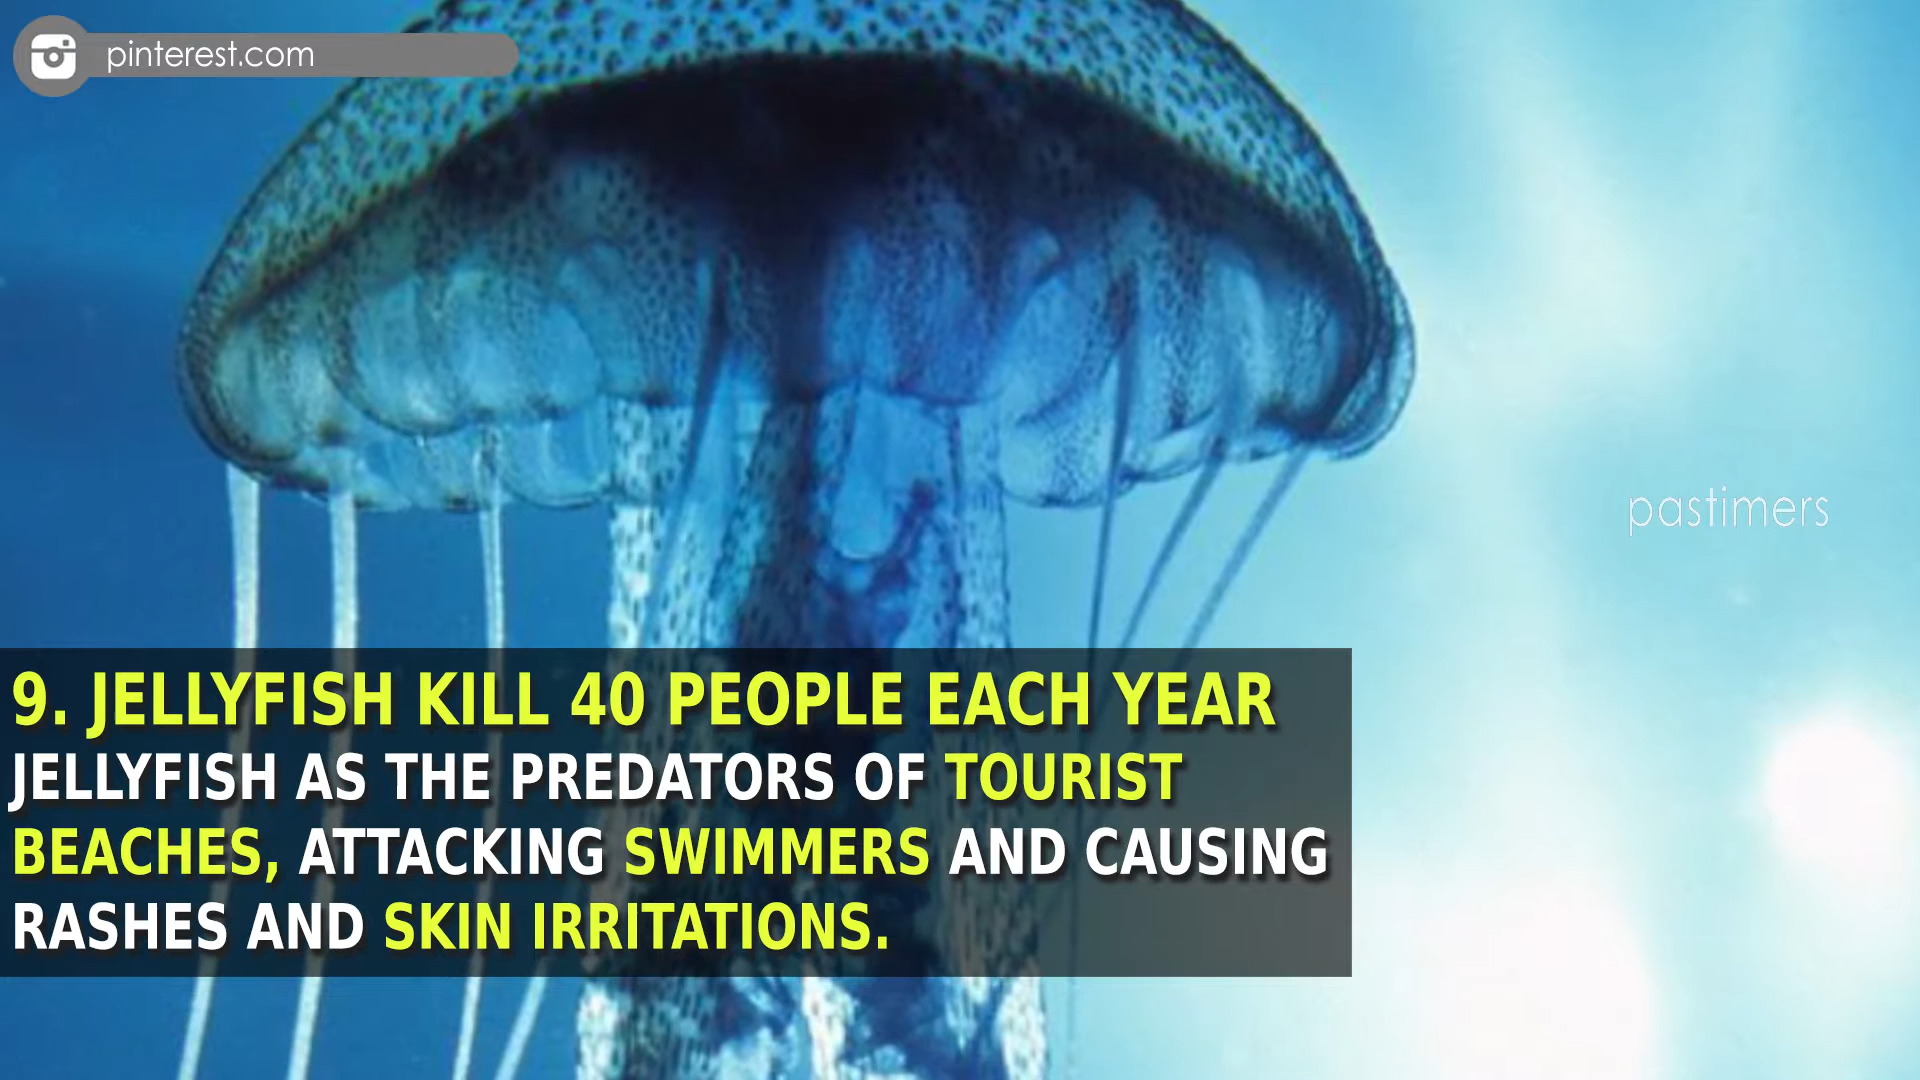 pinterest.com
pastimers
9. JELLYFISH KILL 40 PEOPLE EACH YEAR
JELLYFISH AS THE PREDATORS OF TOURIST
BEACHES, ATTACKING SWIMMERS AND CAUSING
RASHES AND SKIN IRRITATIONS.